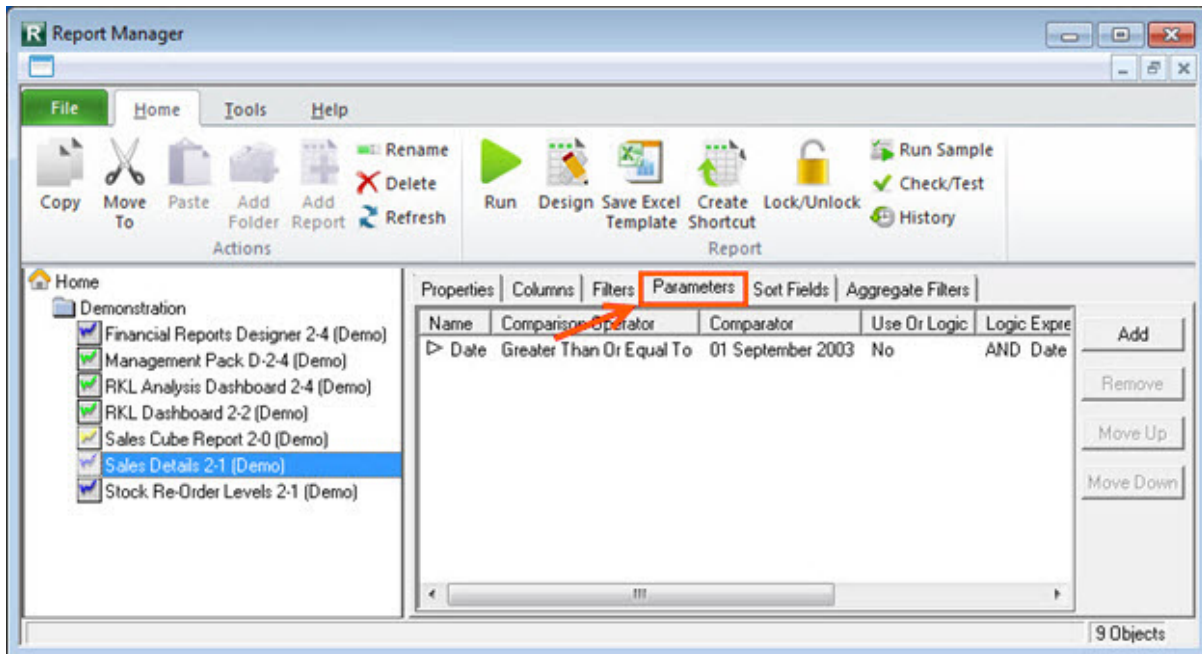 R Report Manager
File Home Tools Help
Copy
Move To
Paste
Add Folder
Add Report
Rename
Delete
Refresh
Actions
Run
Design
Save Excel Template
Create Shortcut
Lock/Unlock
Run Sample
Check/Test
History
Report
Home
Demonstration
Financial Reports Designer 2-4 (Demo)
Management Pack D-2-4 (Demo)
RKL Analysis Dashboard 2-4 (Demo)
RKL Dashboard 2-2 (Demo)
Sales Cube Report 2-0 (Demo)
Sales Details 2-1 (Demo)
Stock Re-Order Levels 2-1 (Demo)
Properties Columns Filters Parameters Sort Fields Aggregate Filters
Name Comparison Operator Comparator Use Or Logic Logic Expre
Date Greater Than Or Equal To 01 September 2003 No AND Date
Add
Remove
Move Up
Move Down
9 Objects